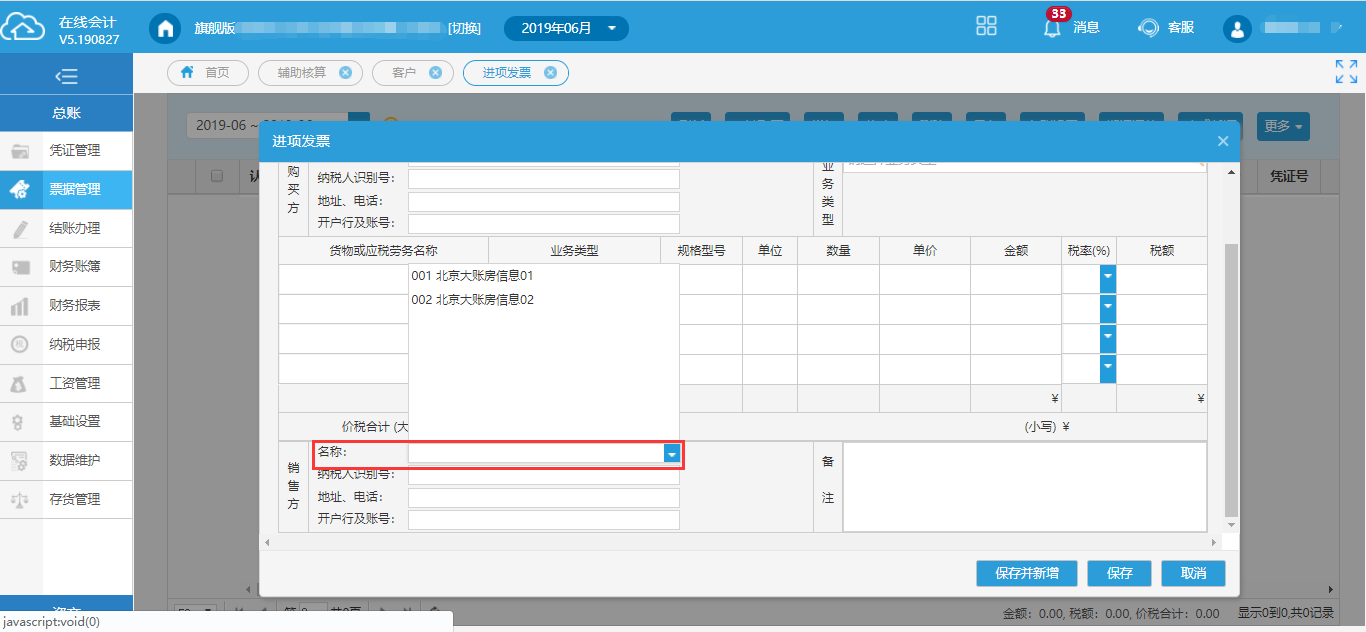 在线会计
V5.190827
旗舰版
[切换]
2019年06月
33
消息
客服
首页
辅助核算
客户
进项发票
总账
凭证管理
票据管理
结账办理
财务账簿
财务报表
纳税申报
工资管理
基础设置
数据维护
存货管理
更多
凭证号
进项发票
购买方
纳税人识别号：
地址、电话：
开户行及账号：
业务类型
货物或应税劳务名称
业务类型
规格型号
单位
数量
单价
金额
税率(%)
税额
001 北京大账房信息01
002 北京大账房信息02
¥
¥
价税合计 (大
(小写) ¥
销售方
名称：
纳税人识别号：
地址、电话：
开户行及账号：
备注
保存并新增
保存
取消
金额：0.00, 税额：0.00, 价税合计：0.00
显示0到0,共0记录
javascript:void(0)